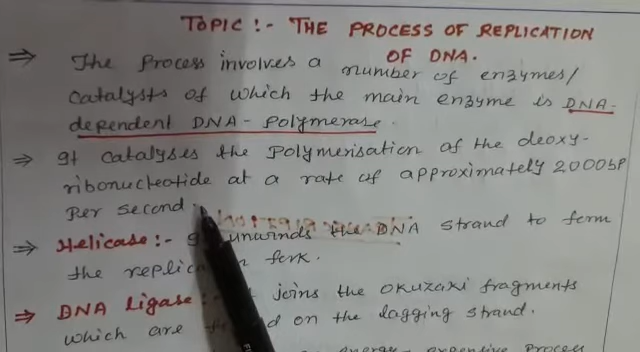 TOPIC :- THE PROCESS OF REPLICATION
OF DNA.
⇒ The Process involves a number of enzymes/
catalysts of which the main enzyme is DNA-
dependent DNA - Polymerase.
⇒ It catalyses the Polymerisation of the deoxy-
ribonucleotide at a rate of approximately 2000bp
Per second.
⇒ Helicase :- unwinds the DNA strand to form
the fork.
⇒ DNA Ligase :- joins the Okuzaki fragments
which are on the lagging strand.
energy - expensive Process